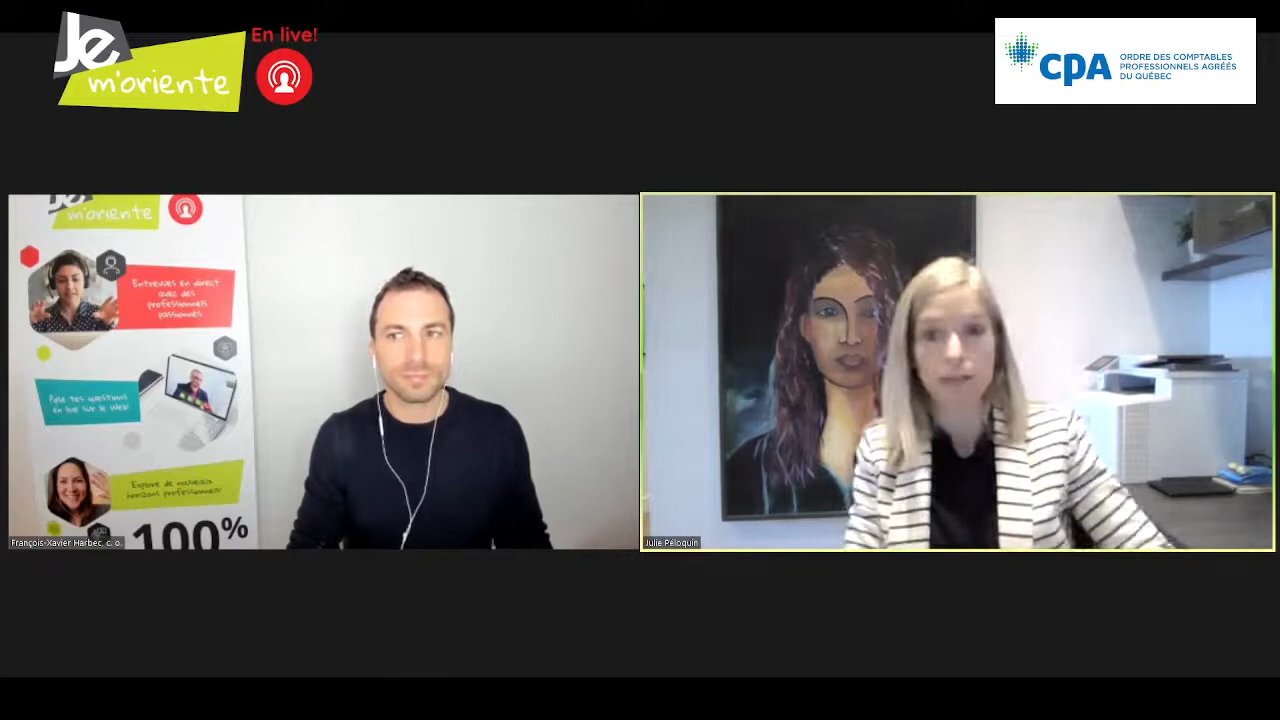 Je
m'oriente
En live!
CPA
ORDRE DES COMPTABLES
PROFESSIONNELS AGRÉÉS
DU QUÉBEC
Je
m'oriente
Entrevues en direct
avec des
professionnels
passionnés
Pose tes questions
en live sur le Web!
Explore de nouveaux
horizons professionnels!
100%
François-Xavier Harbec, c. o.
Julie Péloquin